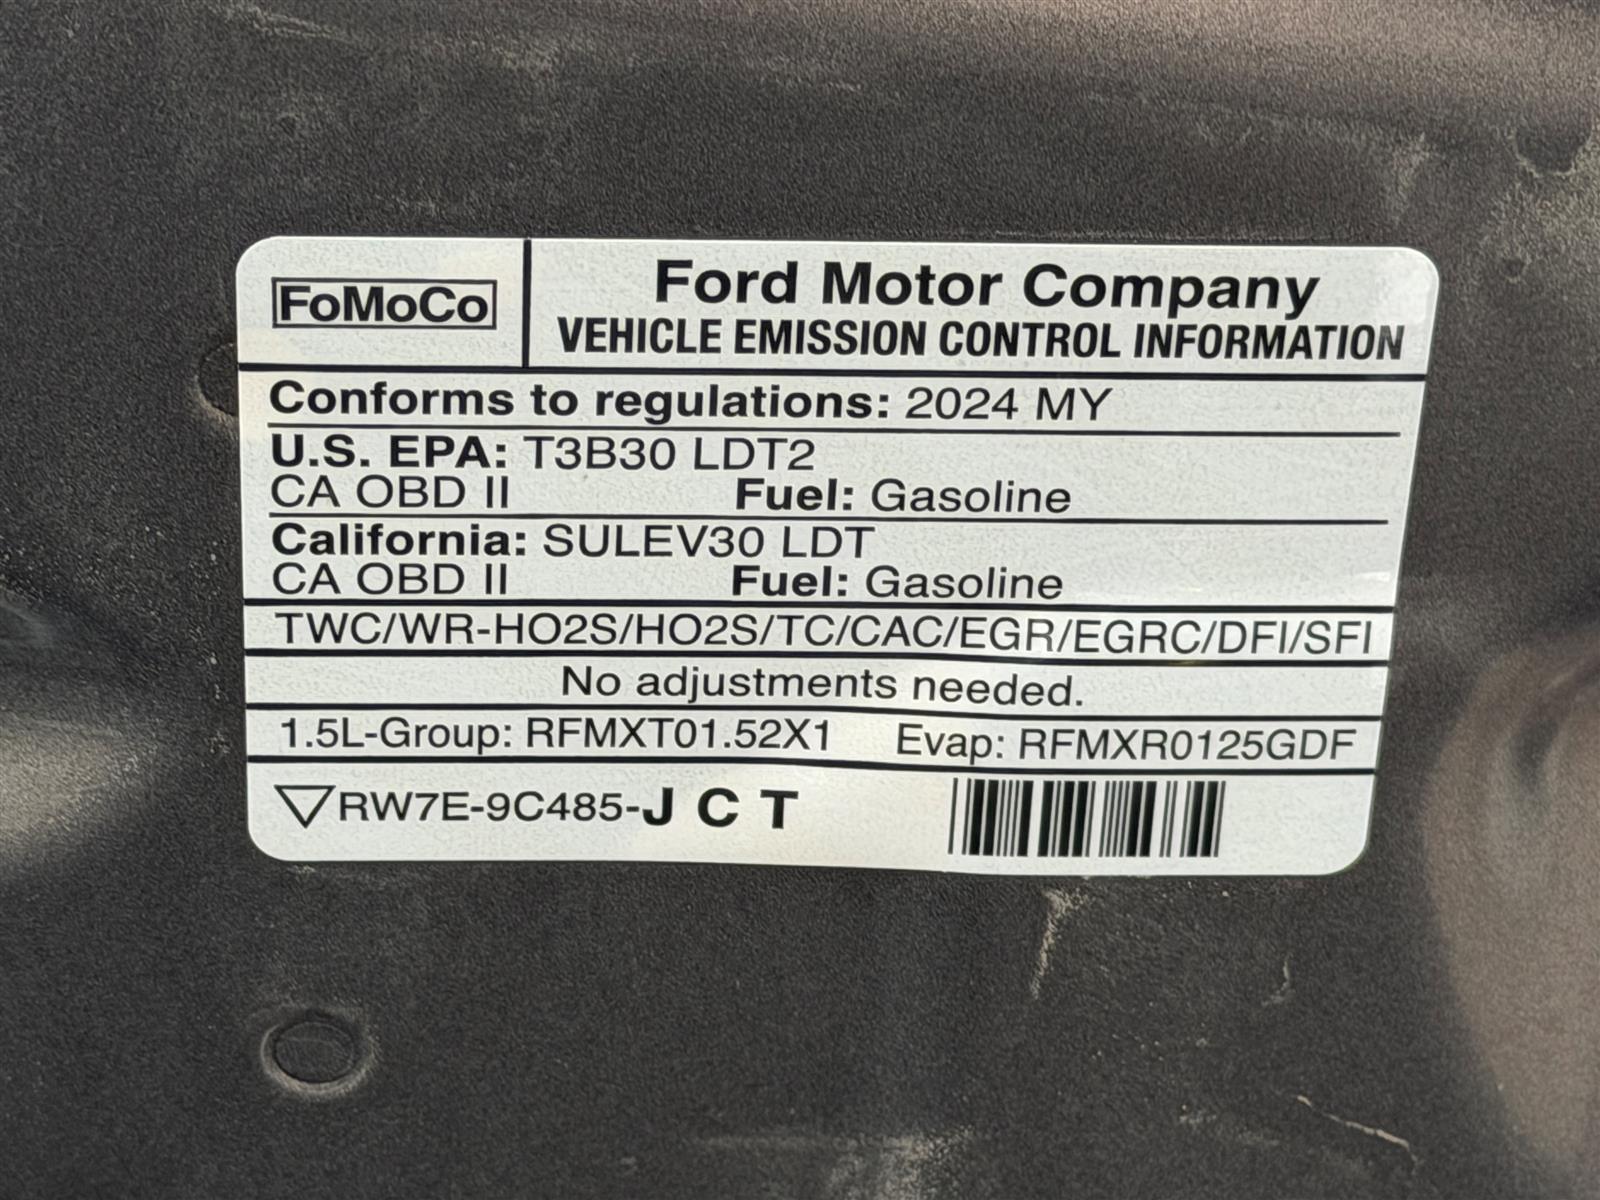 FoMoCo
Ford Motor Company
VEHICLE EMISSION CONTROL INFORMATION
Conforms to regulations: 2024 MY
U.S. EPA: T3B30 LDT2
CA OBD II Fuel: Gasoline
California: SULEV30 LDT
CA OBD II Fuel: Gasoline
TWC/WR-HO2S/HO2S/TC/CAC/EGR/EGRC/DFI/SFI
No adjustments needed.
1.5L-Group: RFMXT01.52X1 Evap: RFMXR0125GDF
RW7E-9C485-J C T